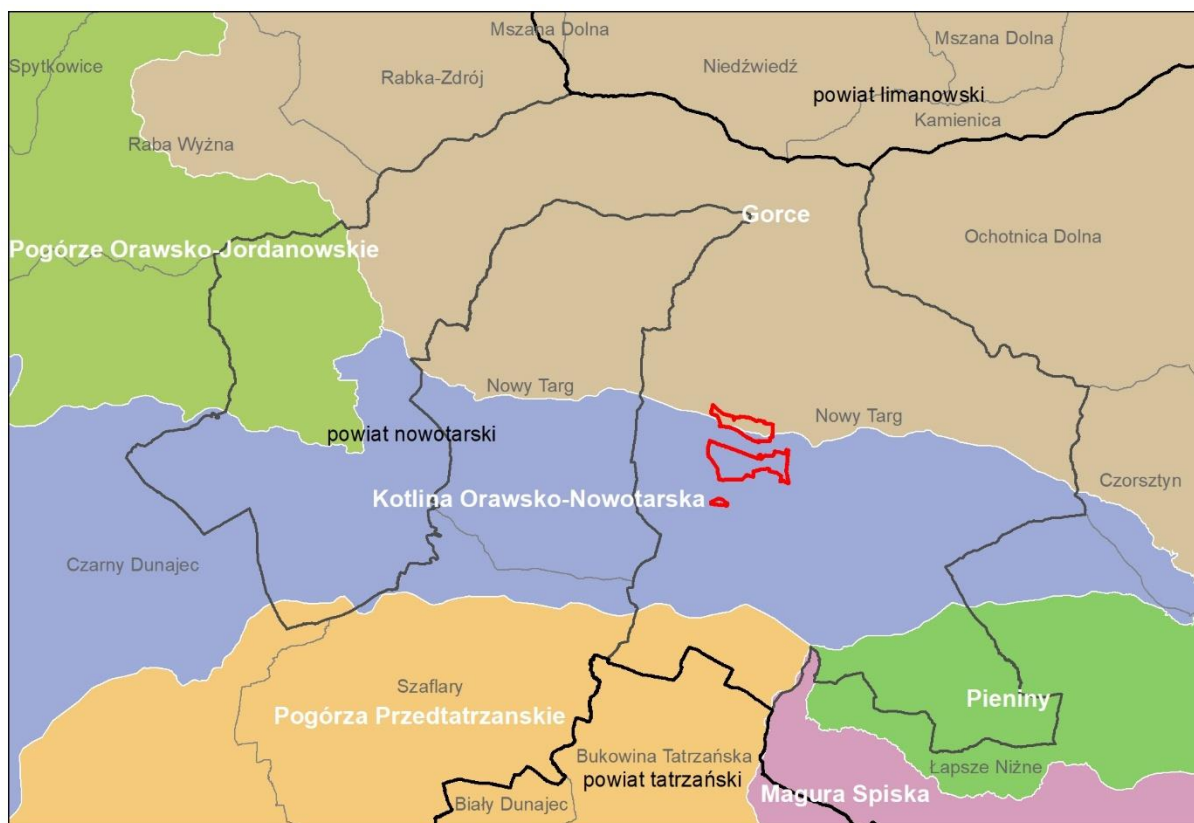 Mszana Dolna
Mszana Dolna
Spytkowice
Rabka-Zdrój
Niedźwiedź
powiat limanowski
Kamienica
Raba Wyżna
Gorce
Ochotnica Dolna
Pogórze Orawsko-Jordanowskie
Nowy Targ
Nowy Targ
powiat nowotarski
Czorsztyn
Kotlina Orawsko-Nowotarska
Czarny Dunajec
Szaflary
Pieniny
Pogórza Przedtatrzanskie
Bukowina Tatrzańska
powiat tatrzański
Łapsze Niżne
Magura Spiska
Biały Dunajec